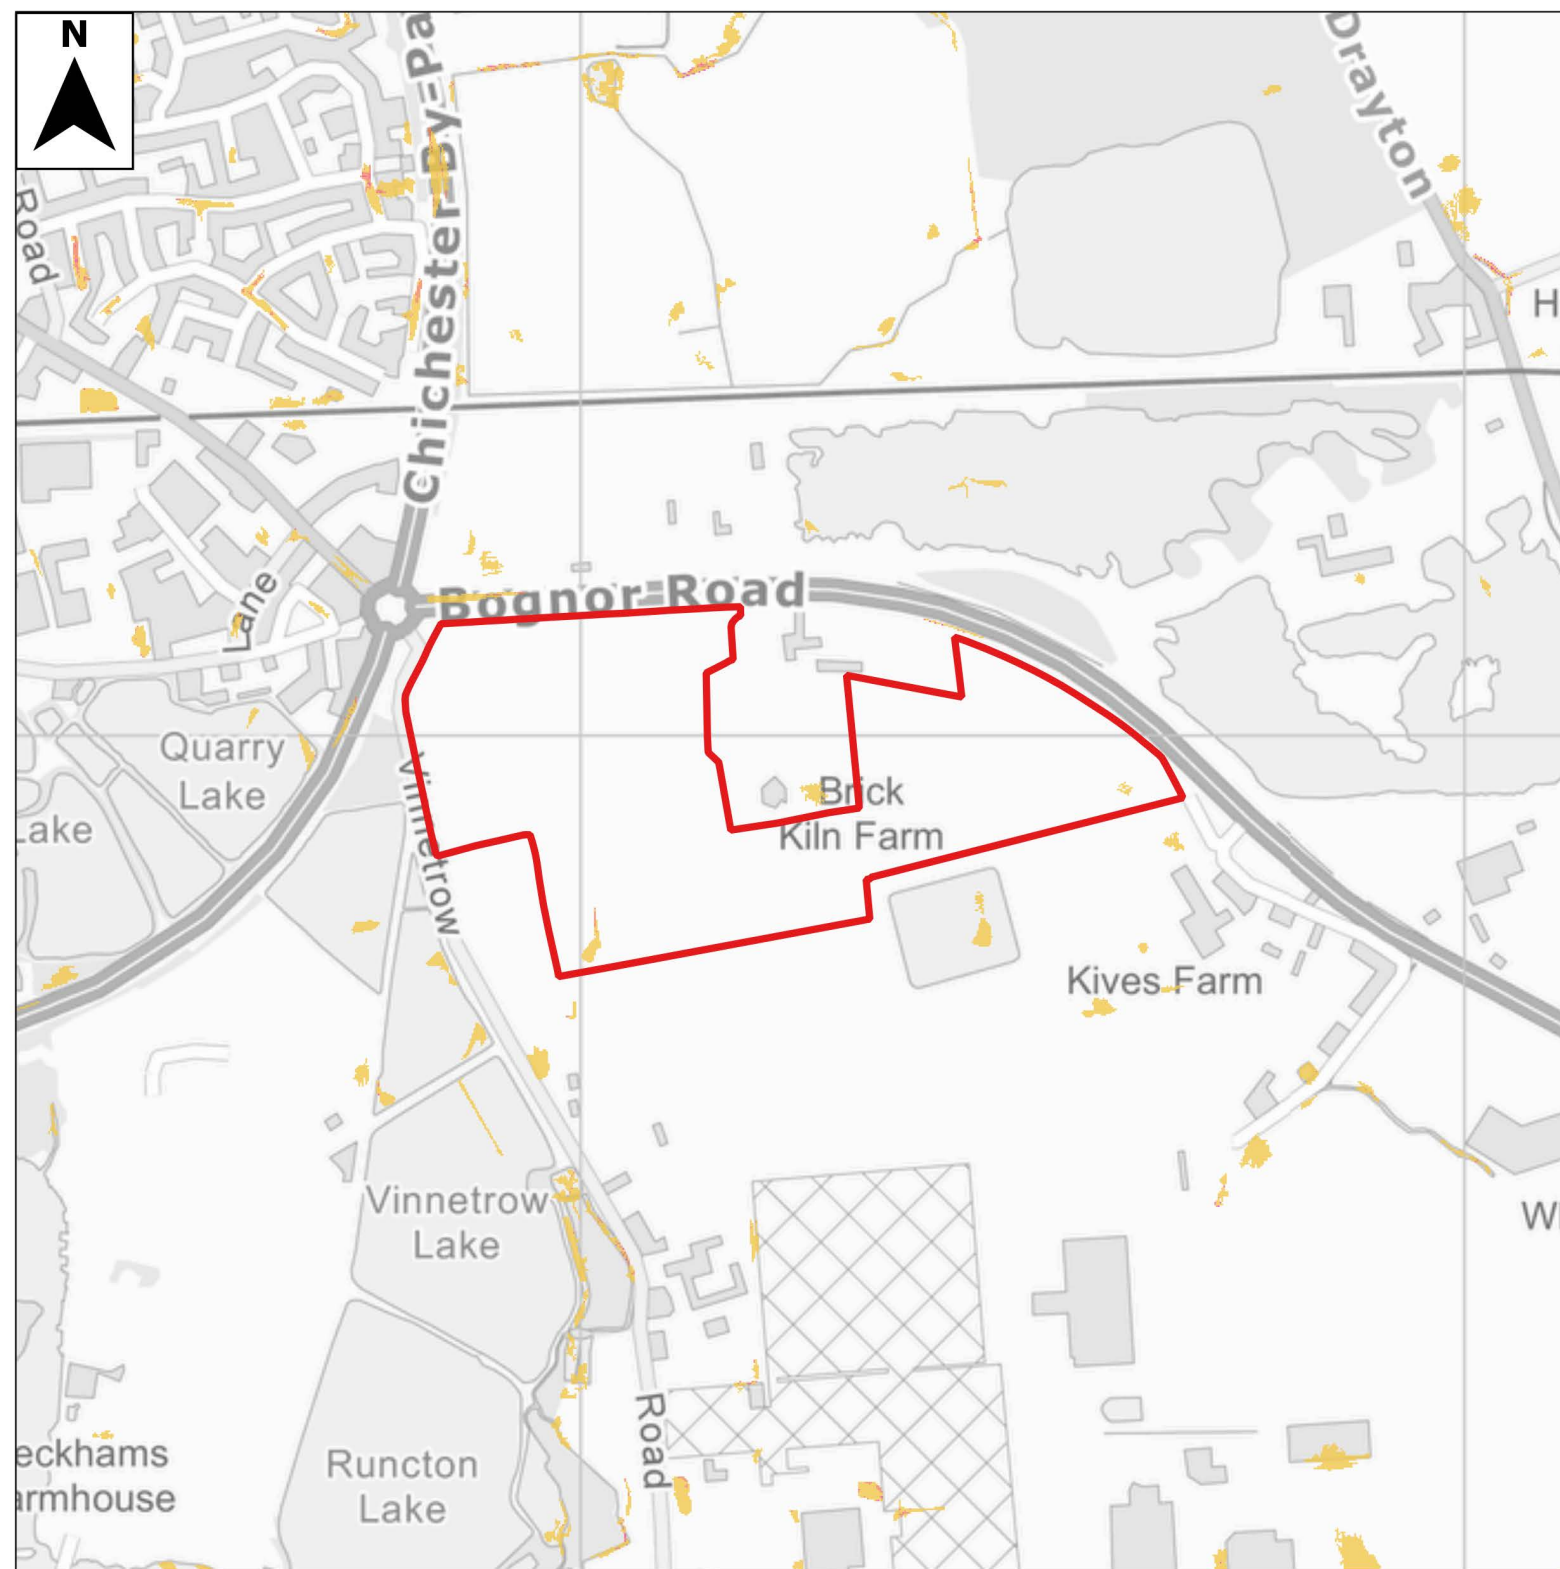 N
Chichester-By-Pa
Drayton
Road
H
Bognor Road
Lane
Quarry
Lake
Lake
Vinnetrow
Brick
Kiln Farm
Kives Farm
Vinnetrow
Lake
Wi
Road
eckhams
armhouse
Runcton
Lake